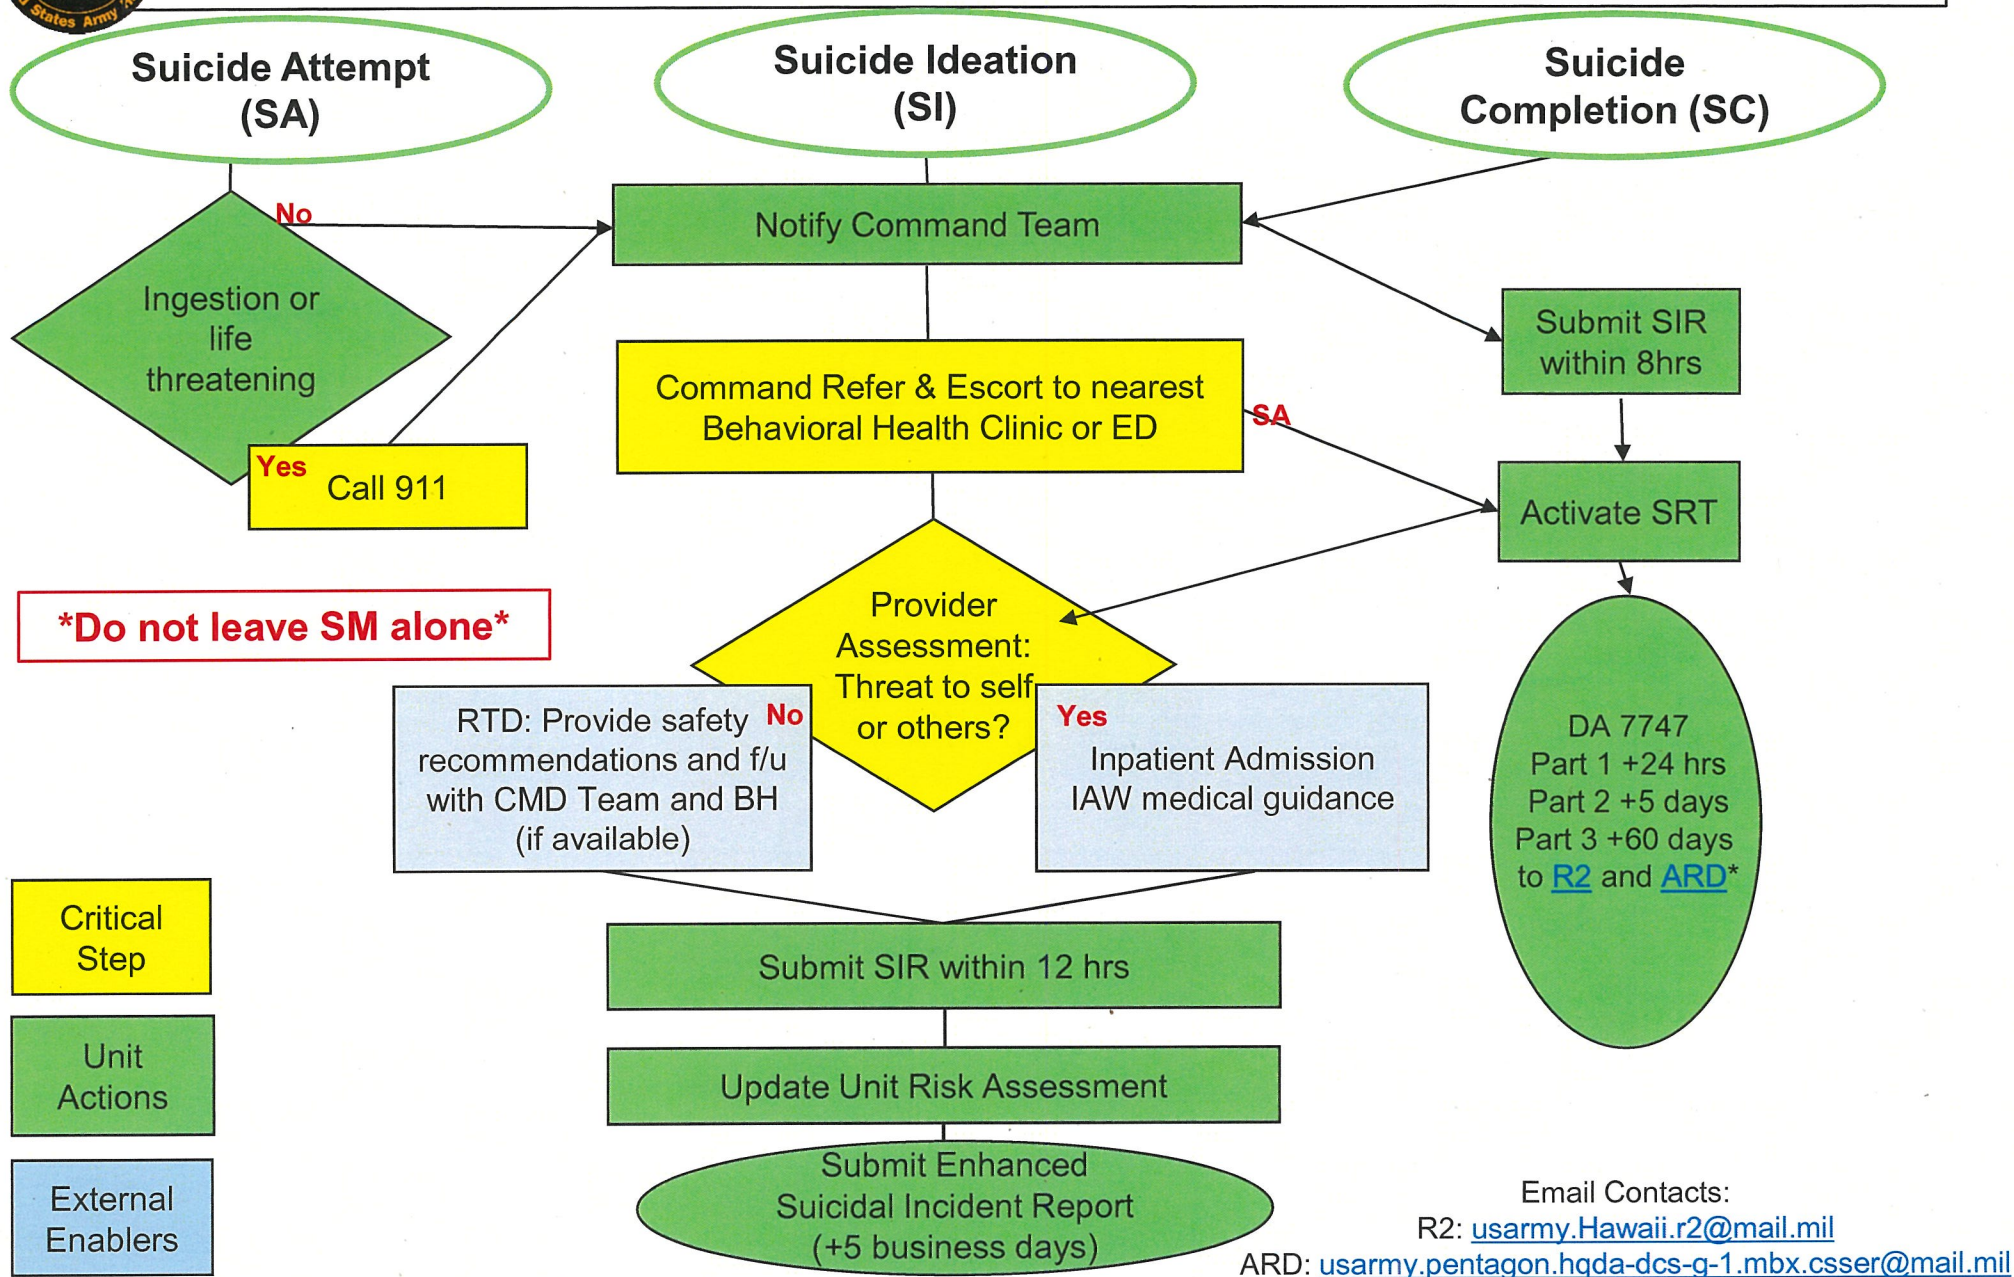 States Army
Suicide Attempt
(SA)
Suicide Ideation
(SI)
Suicide
Completion (SC)
No
Notify Command Team
Ingestion or
life
threatening
Submit SIR
within 8hrs
Command Refer & Escort to nearest
Behavioral Health Clinic or ED
SA
Yes
Call 911
Activate SRT
*Do not leave SM alone*
Provider
Assessment:
Threat to self
or others?
RTD: Provide safety
recommendations and f/u
with CMD Team and BH
(if available)
No
Yes
Inpatient Admission
IAW medical guidance
DA 7747
Part 1 +24 hrs
Part 2 +5 days
Part 3 +60 days
to R2 and ARD*
Critical
Step
Submit SIR within 12 hrs
Unit
Actions
Update Unit Risk Assessment
Submit Enhanced
Suicidal Incident Report
(+5 business days)
External
Enablers
Email Contacts:
R2: usarmy.Hawaii.r2@mail.mil
ARD: usarmy.pentagon.hqda-dcs-g-1.mbx.csser@mail.mil